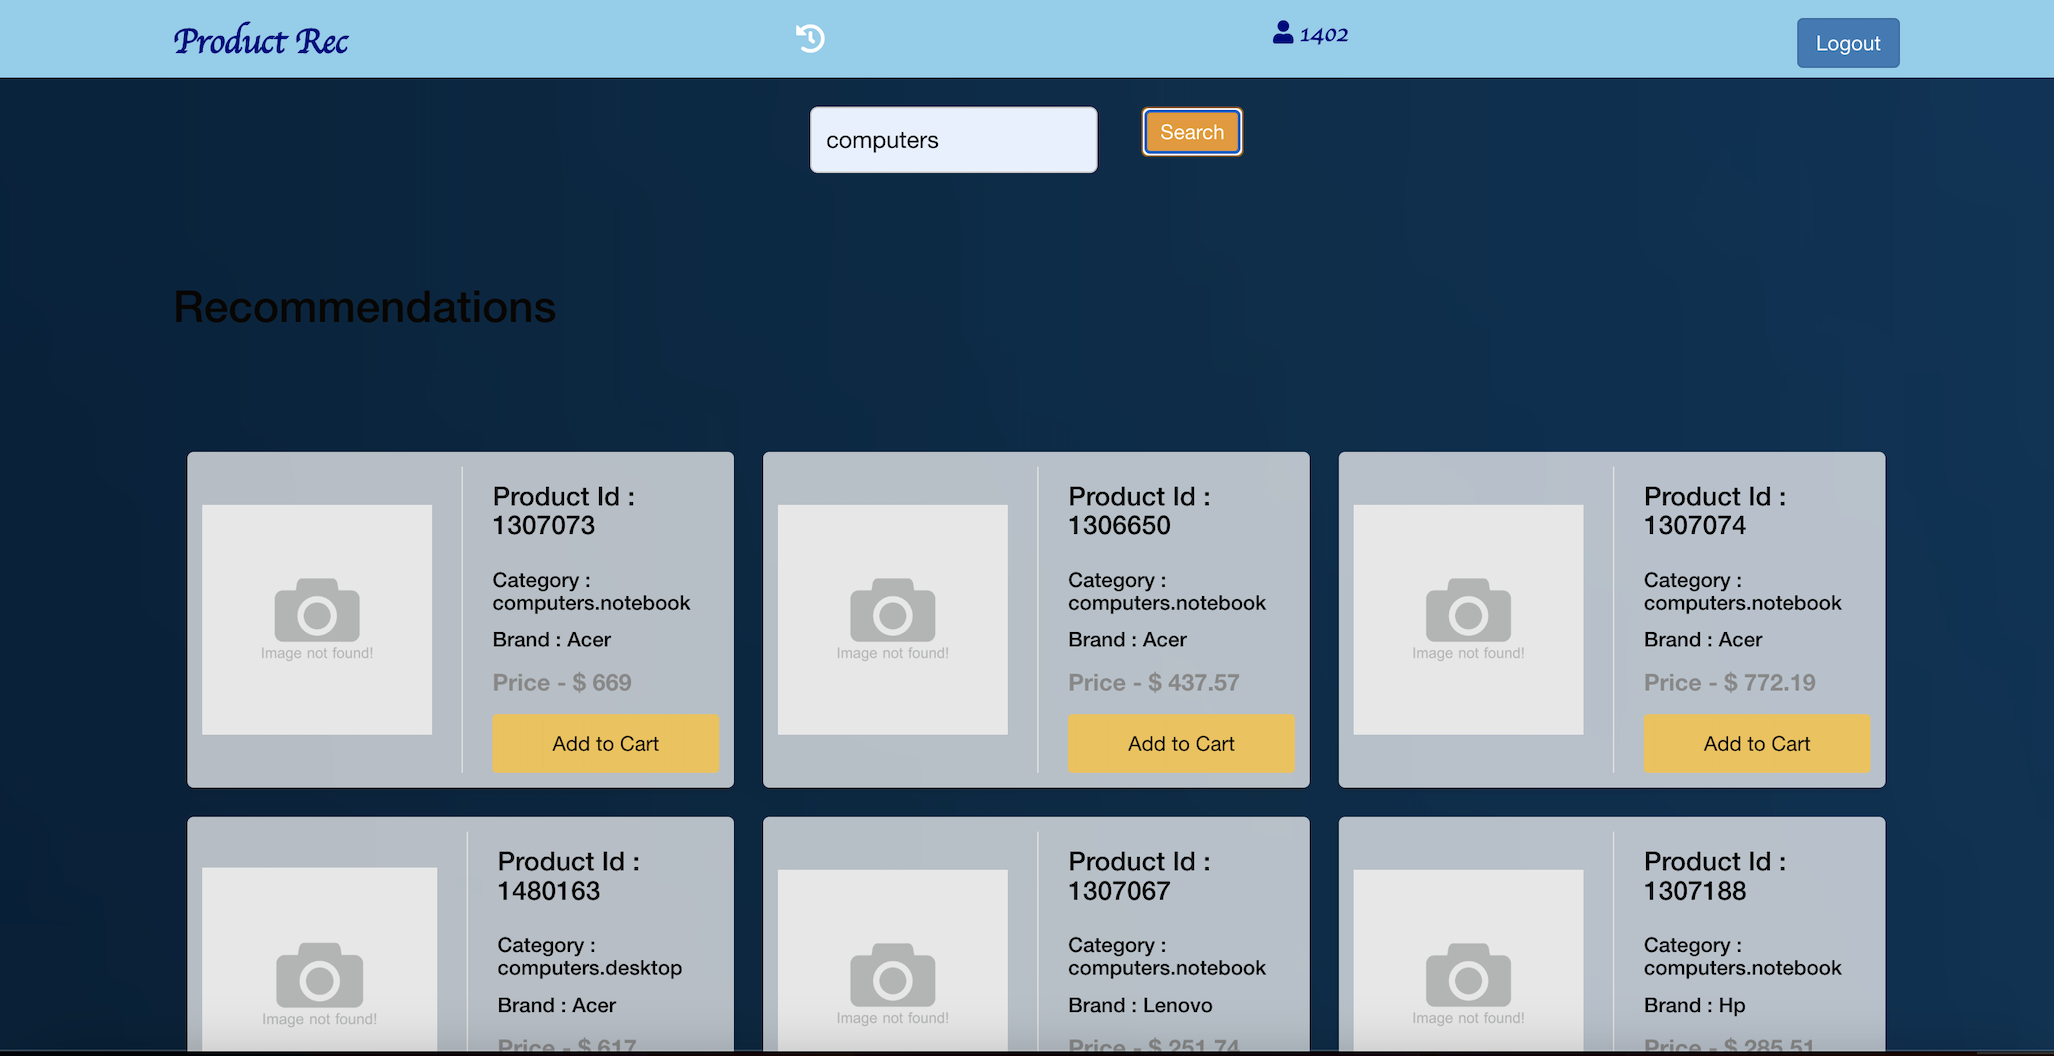 Product Rec
1402
Logout
computers
Search
Recommendations
Image not found!
Product Id :
1307073
Category :
computers.notebook
Brand : Acer
Price - $ 669
Add to Cart
Image not found!
Product Id :
1306650
Category :
computers.notebook
Brand : Acer
Price - $ 437.57
Add to Cart
Image not found!
Product Id :
1307074
Category :
computers.notebook
Brand : Acer
Price - $ 772.19
Add to Cart
Image not found!
Product Id :
1480163
Category :
computers.desktop
Brand : Acer
Price - $ 617
Image not found!
Product Id :
1307067
Category :
computers.notebook
Brand : Lenovo
Price - $ 251.74
Image not found!
Product Id :
1307188
Category :
computers.notebook
Brand : Hp
Price - $ 285.51